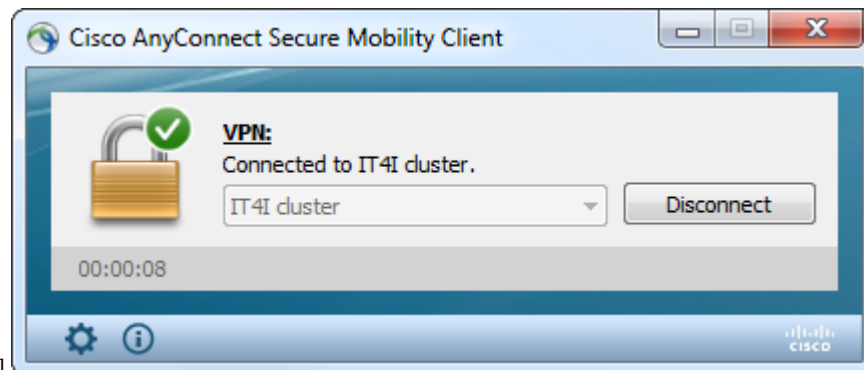 Cisco AnyConnect Secure Mobility Client
VPN:
Connected to IT4I cluster.
IT4I cluster
Disconnect
00:00:08
CISCO